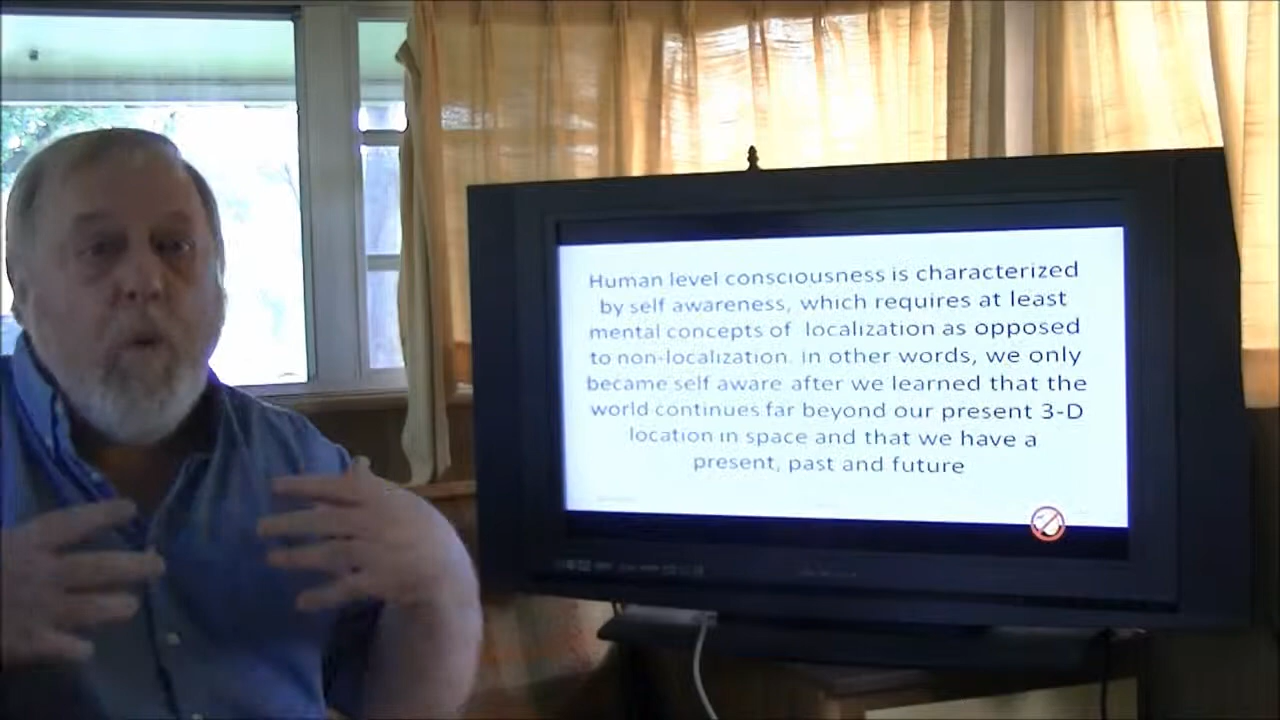 Human level consciousness is characterized
by self awareness, which requires at least
mental concepts of localization as opposed
to non-localization. in other words, we only
became self aware after we learned that the
world continues far beyond our present 3-D
location in space and that we have a
present, past and future